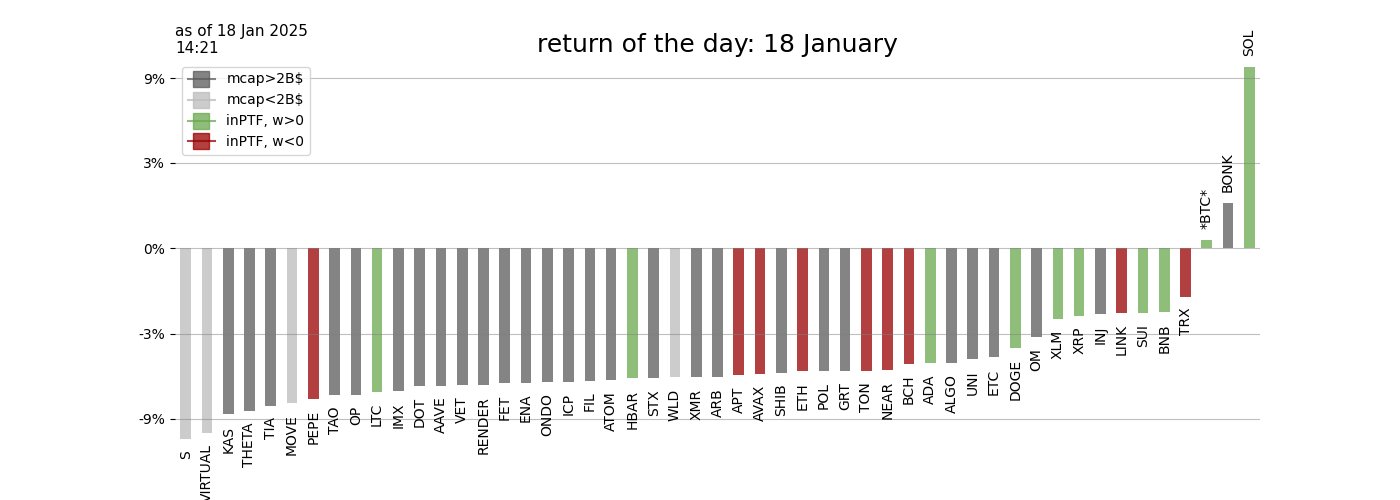 as of 18 Jan 2025
14:21
return of the day: 18 January
mcap>2B$
mcap<2B$
inPTF, w>0
inPTF, w<0
9%
3%
0%
-3%
-9%
S
VIRTUAL
KAS
THETA
TIA
MOVE
PEPE
TAO
OP
LTC
IMX
DOT
AAVE
VET
RENDER
FET
ENA
ONDO
ICP
FIL
ATOM
HBAR
STX
WLD
XMR
ARB
APT
AVAX
SHIB
ETH
POL
GRT
TON
NEAR
BCH
ADA
ALGO
UNI
ETC
DOGE
OM
XLM
XRP
INJ
LINK
SUI
BNB
TRX
*BTC*
BONK
SOL